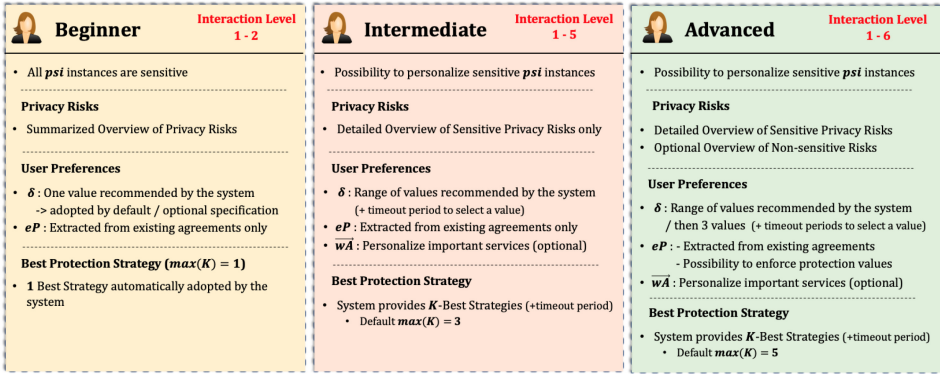 Beginner
Interaction Level
1 - 2
• All psi instances are sensitive
Privacy Risks
• Summarized Overview of Privacy Risks
User Preferences
• δ : One value recommended by the system
-> adopted by default / optional specification
• eP : Extracted from existing agreements only
Best Protection Strategy (max(K) = 1)
• 1 Best Strategy automatically adopted by the
system
Intermediate
Interaction Level
1 - 5
• Possibility to personalize sensitive psi instances
Privacy Risks
• Detailed Overview of Sensitive Privacy Risks only
User Preferences
• δ : Range of values recommended by the system
(+ timeout period to select a value)
• eP : Extracted from existing agreements only
• \overrightarrow{wA} : Personalize important services (optional)
Best Protection Strategy
• System provides K-Best Strategies (+timeout period)
• Default max(K) = 3
Advanced
Interaction Level
1 - 6
• Possibility to personalize sensitive psi instances
Privacy Risks
• Detailed Overview of Sensitive Privacy Risks
• Optional Overview of Non-sensitive Risks
User Preferences
• δ : Range of values recommended by the system
/ then 3 values (+ timeout periods to select a value)
• eP : - Extracted from existing agreements
- Possibility to enforce protection values
• \overrightarrow{wA} : Personalize important services (optional)
Best Protection Strategy
• System provides K-Best Strategies (+timeout period)
• Default max(K) = 5